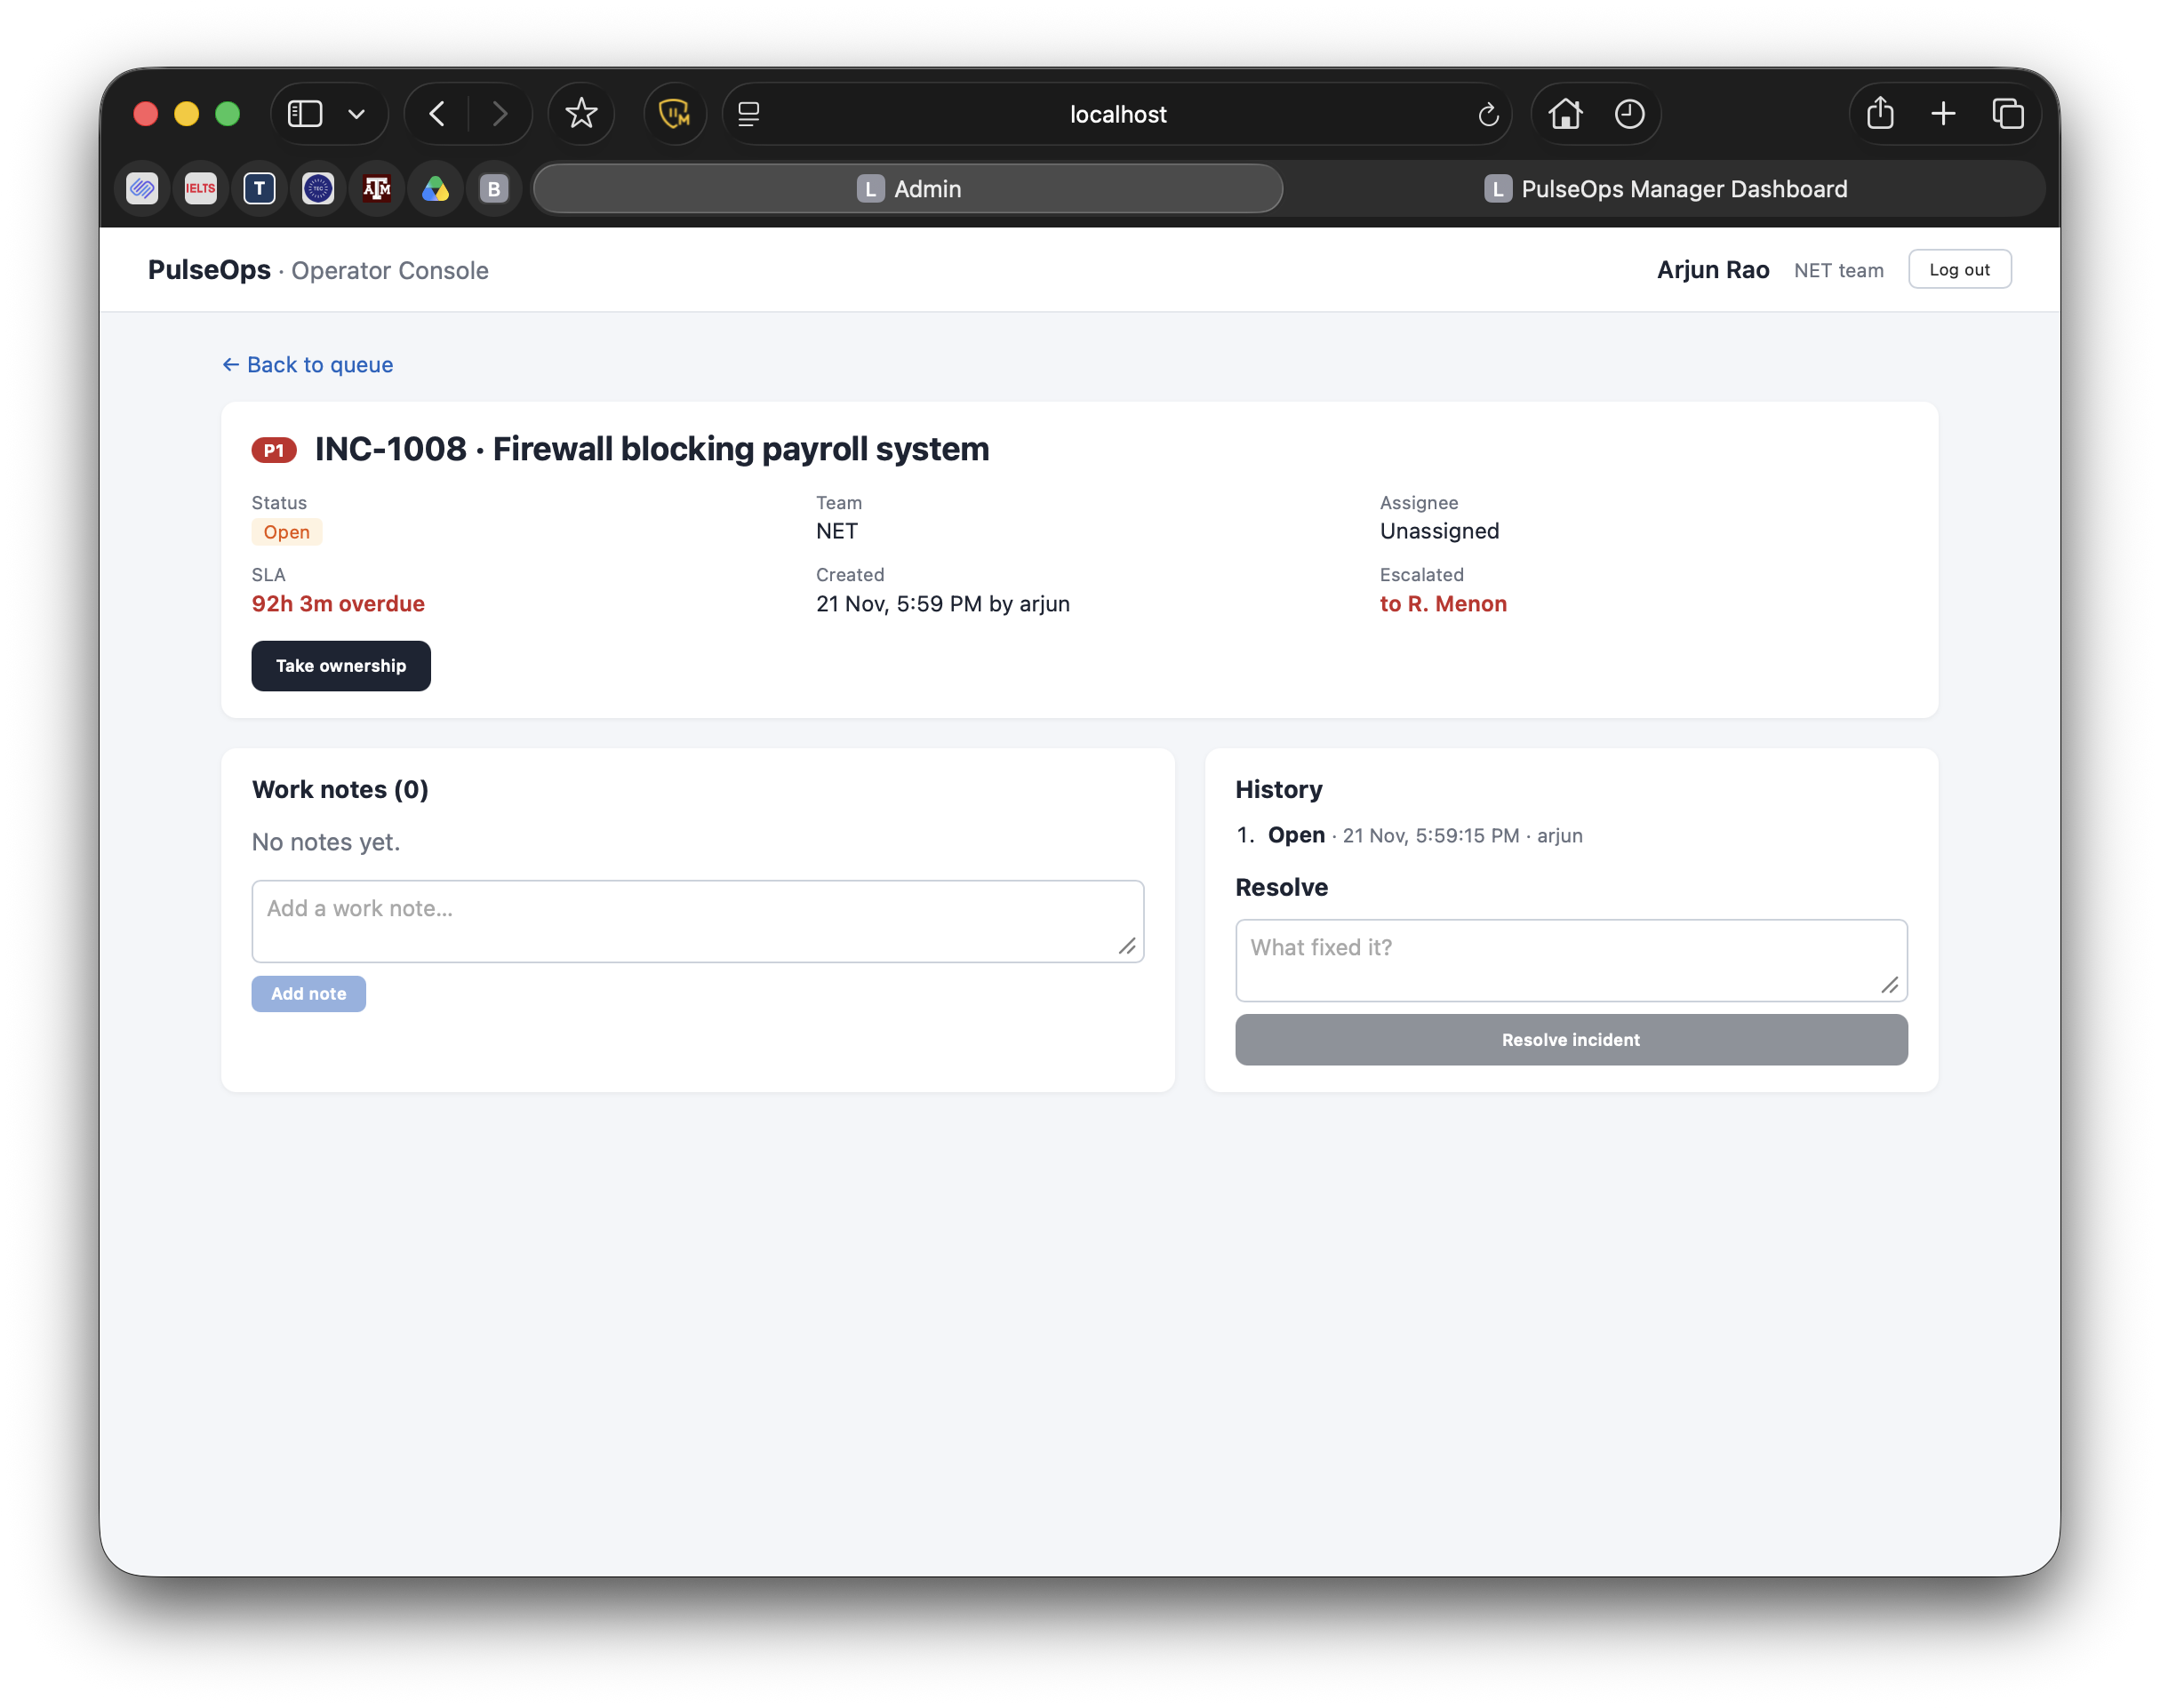 localhost
IELTS T TEC ATM B L Admin L PulseOps Manager Dashboard
PulseOps · Operator Console Arjun Rao NET team Log out
← Back to queue
P1 INC-1008 · Firewall blocking payroll system
Status Team Assignee
Open NET Unassigned
SLA Created Escalated
92h 3m overdue 21 Nov, 5:59 PM by arjun to R. Menon
Take ownership
Work notes (0)
No notes yet.
Add a work note...
Add note
History
1. Open · 21 Nov, 5:59:15 PM · arjun
Resolve
What fixed it?
Resolve incident